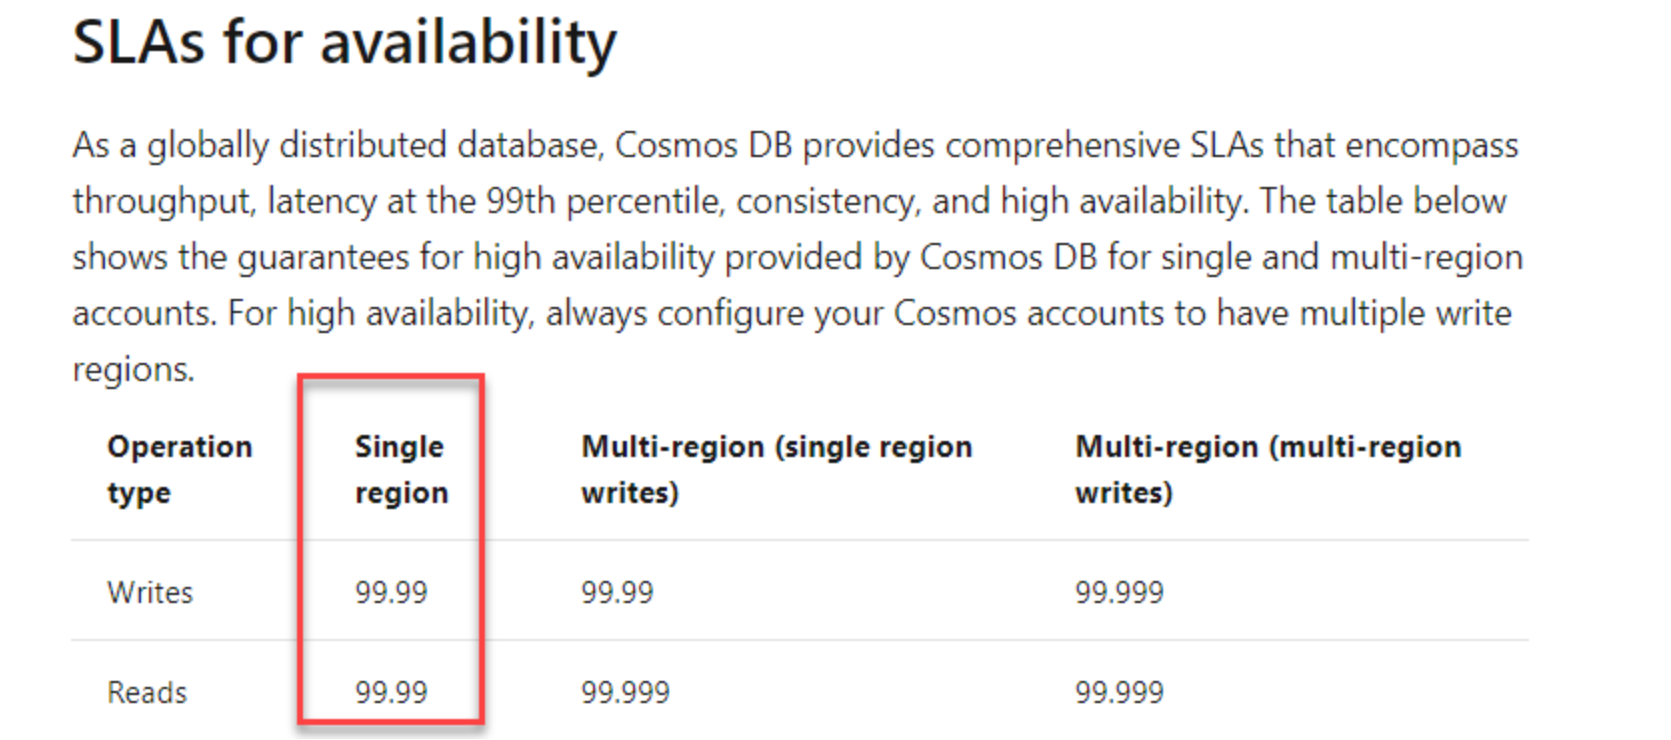 SLAs for availability
As a globally distributed database, Cosmos DB provides comprehensive SLAs that encompass
throughput, latency at the 99th percentile, consistency, and high availability. The table below
shows the guarantees for high availability provided by Cosmos DB for single and multi-region
accounts. For high availability, always configure your Cosmos accounts to have multiple write
regions.
Operation type Single region Multi-region (single region writes) Multi-region (multi-region writes)
Writes 99.99 99.99 99.999
Reads 99.99 99.999 99.999